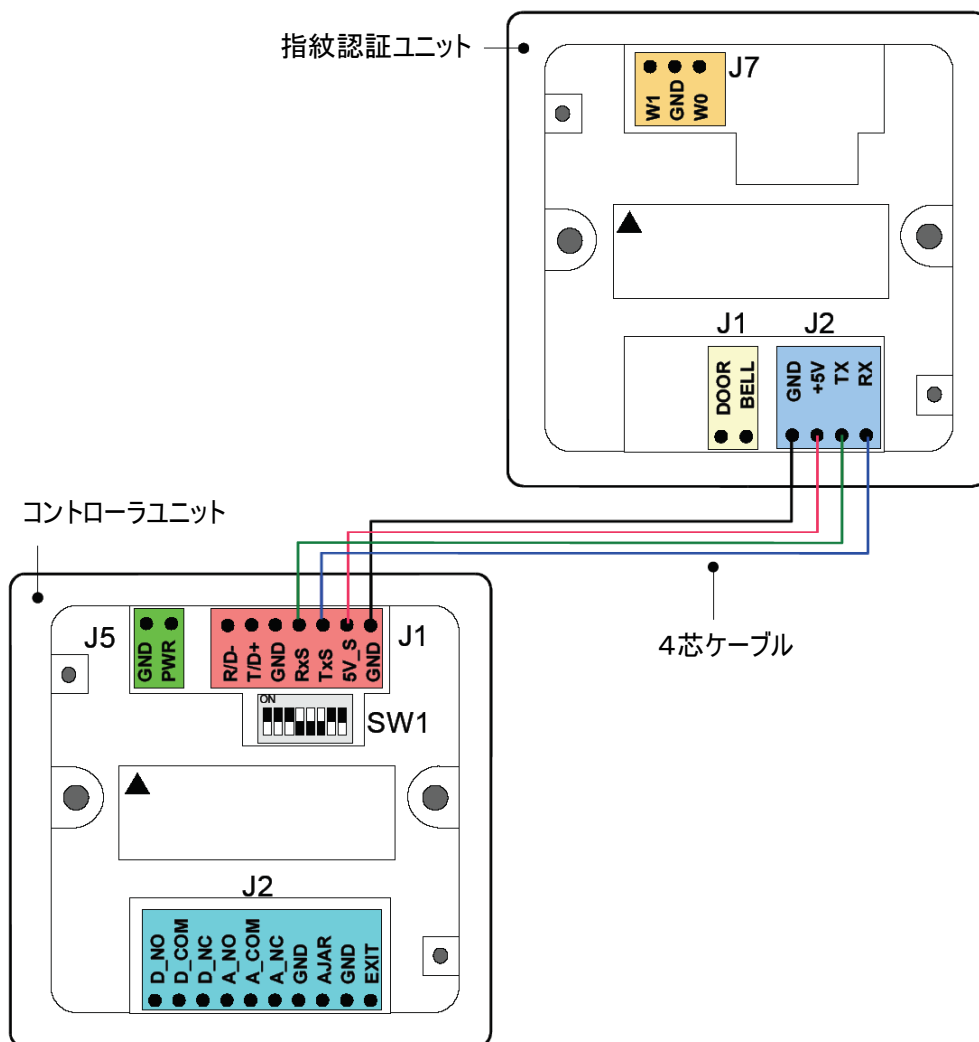 指紋認証ユニット
J7
W1
GND
W0
J1
J2
DOOR
BELL
GND
+5V
TX
RX
コントローラユニット
4芯ケーブル
J5
GND
PWR
R/D-
T/D+
GND
RxS
TxS
5V_S
GND
J1
ON
SW1
J2
D_NO
D_COM
D_NC
A_NO
A_COM
A_NC
GND
AJAR
GND
EXIT